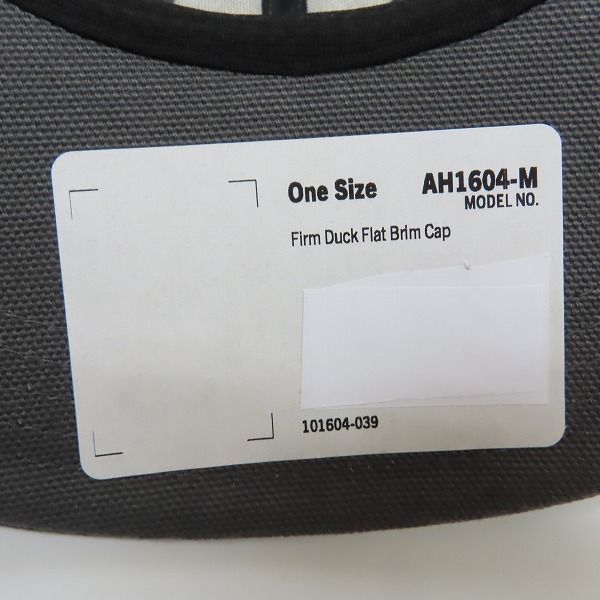 One Size AH1604-M
MODEL NO.
Firm Duck Flat Brim Cap
101604-039